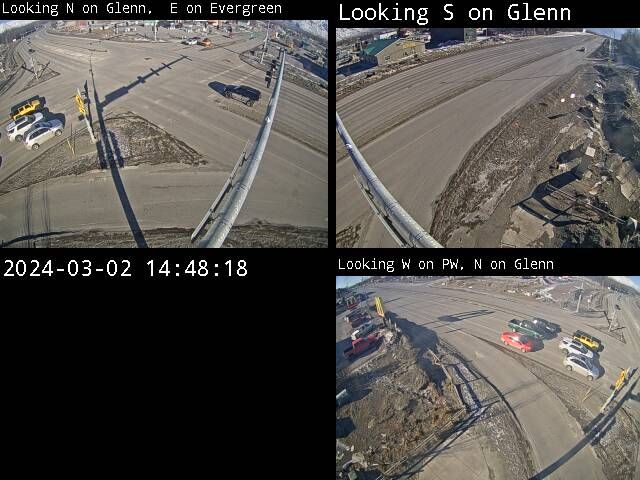 Looking N on Glenn,  E on Evergreen
Looking S on Glenn
2024-03-02 14:48:18
Looking W on PW, N on Glenn